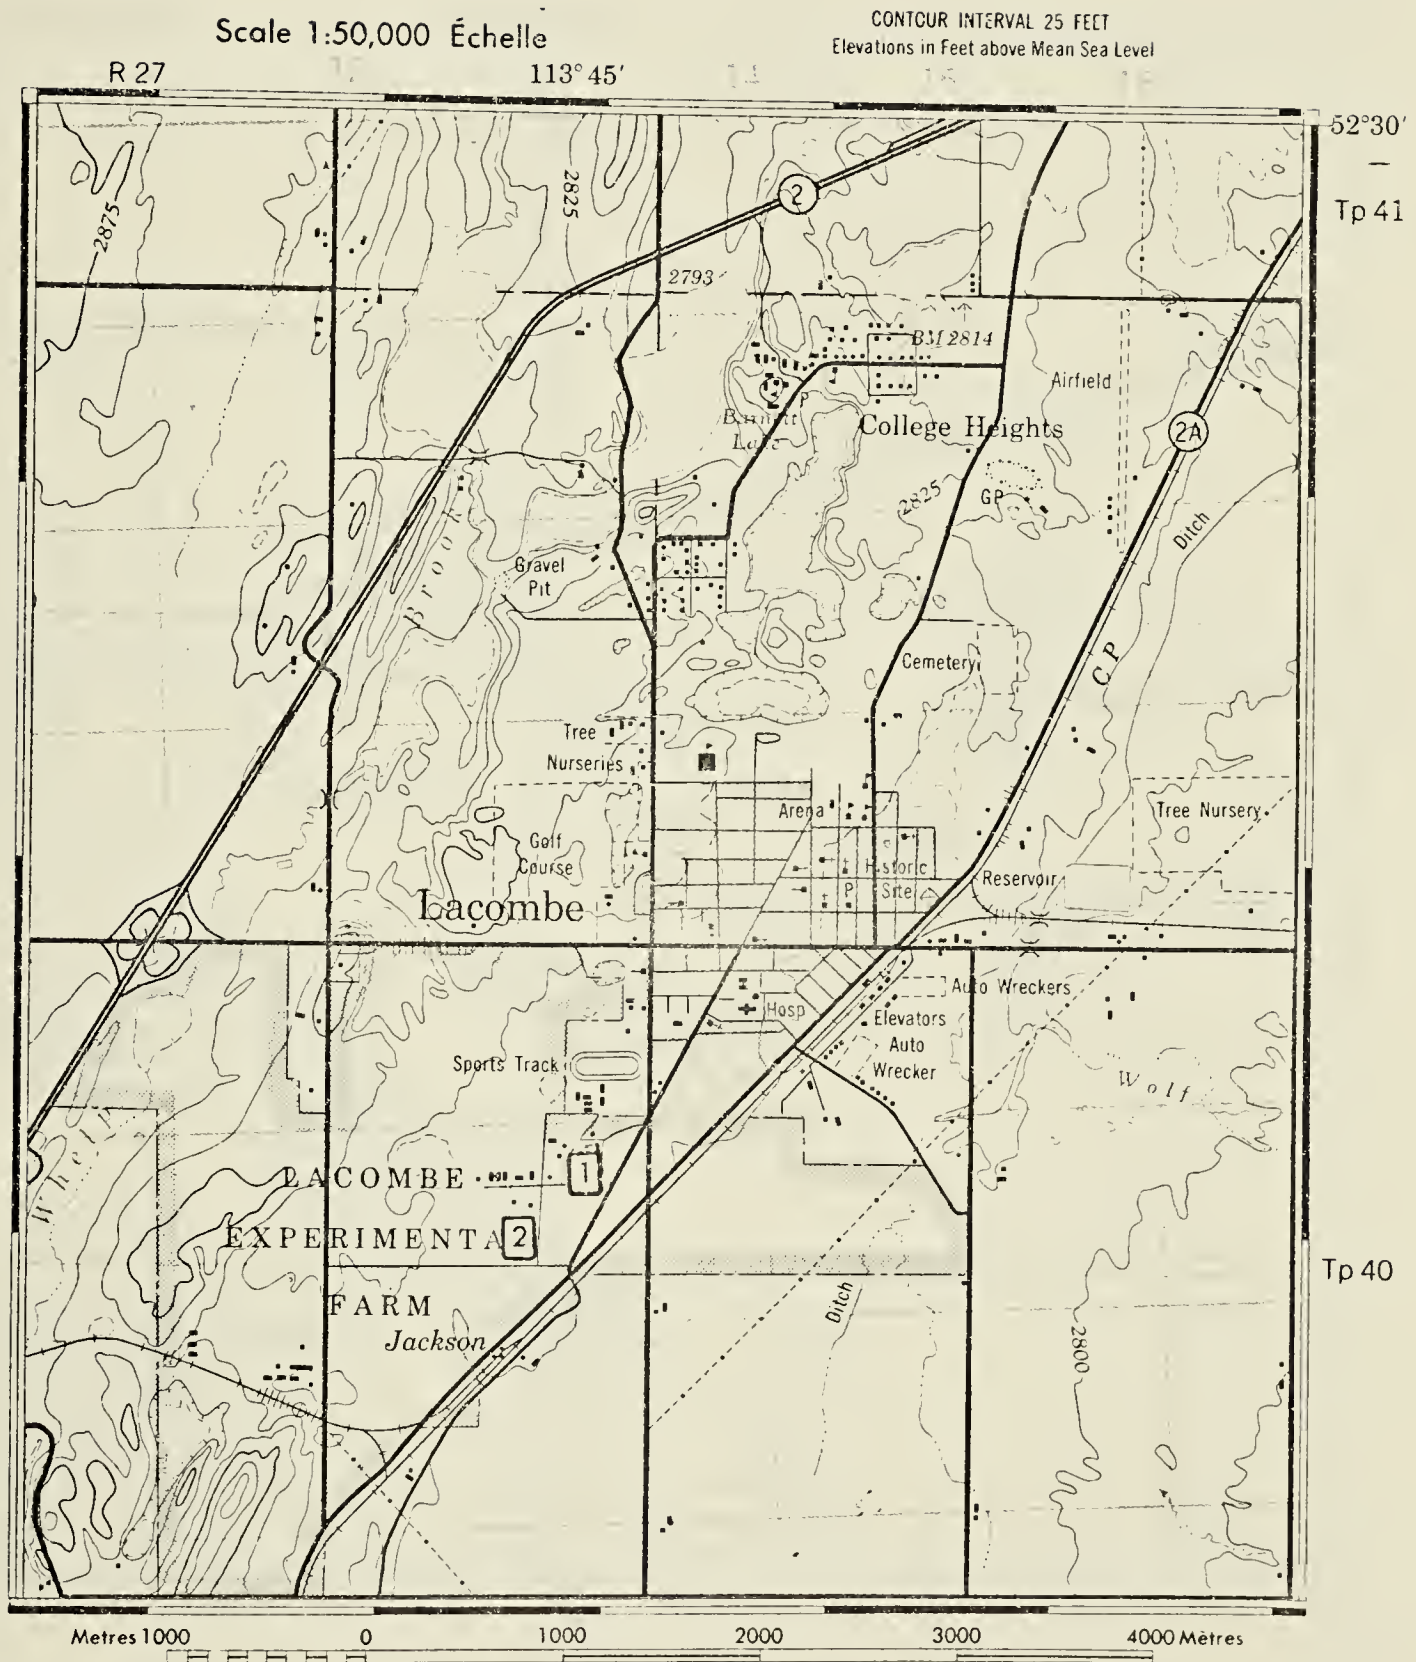 Scale 1:50,000 Échelle
CONTOUR INTERVAL 25 FEET
Elevations in Feet above Mean Sea Level
R 27
113° 45'
52°30'
Tp 41
2875
2825
2
2793
BM 2814
Airfield
2A
P
Barnett
Lake
College Heights
2825
GP
Ditch
Brook
Gravel
Pit
CP
Cemetery
Tree
Nurseries
Arena
Tree Nursery
Golf
Course
Historic
Site
P
Reservoir
Lacombe
Auto Wreckers
Hosp
Elevators
Auto
Wrecker
Sports Track
Wolf
Whelp
LACOMBE
1
EXPERIMENTA
2
Tp 40
FARM
Jackson
Ditch
2800
Metres 1000 0 1000 2000 3000 4000 Mètres